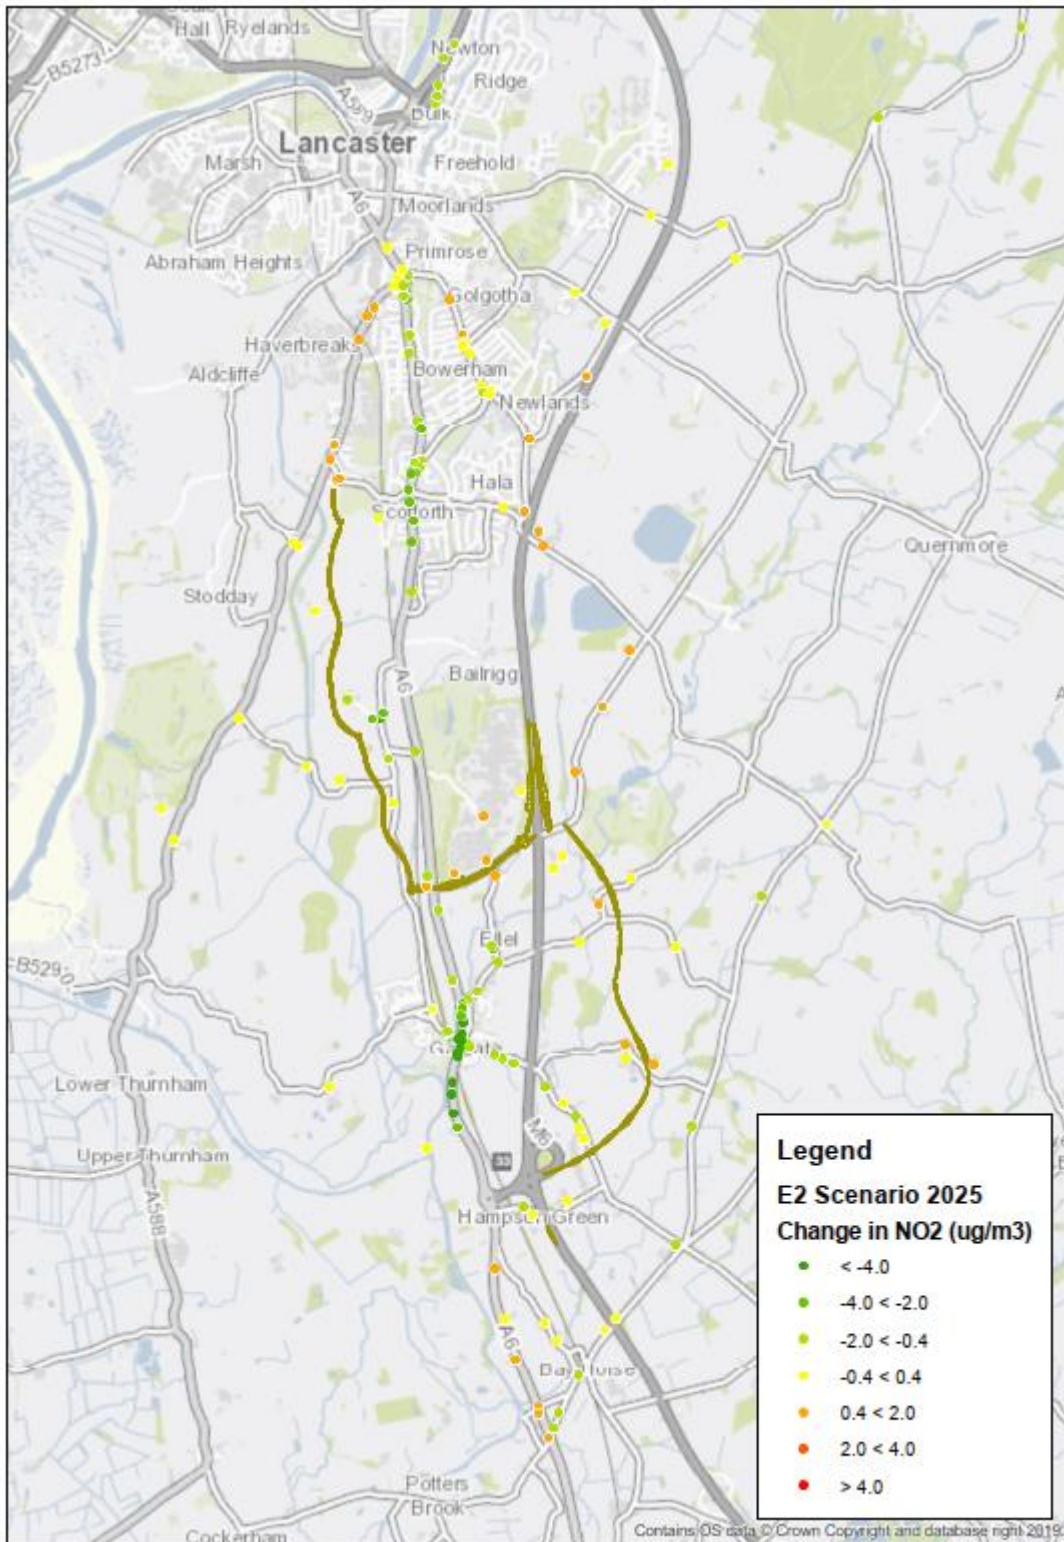 Hall
Ryelands
Newton
B5273
Ridge
A589
Lancaster
Marsh
Freehold
A6
Moorlands
Abraham Heights
Primrose
Golgotha
Haverbreaks
Aldcliffe
Bowerham
Newlands
Hala
Scotforth
Quernmore
Stodday
A6
Bailrigg
Ellel
Lower Thurnham
M6
Upper Thurnham
33
A588
Hampson Green
A6
Bay Horse
Potters
Brook
Cockerham
Legend
E2 Scenario 2025
Change in NO2 (ug/m3)
< -4.0
-4.0 < -2.0
-2.0 < -0.4
-0.4 < 0.4
0.4 < 2.0
2.0 < 4.0
> 4.0
Contains OS data © Crown Copyright and database right 2019